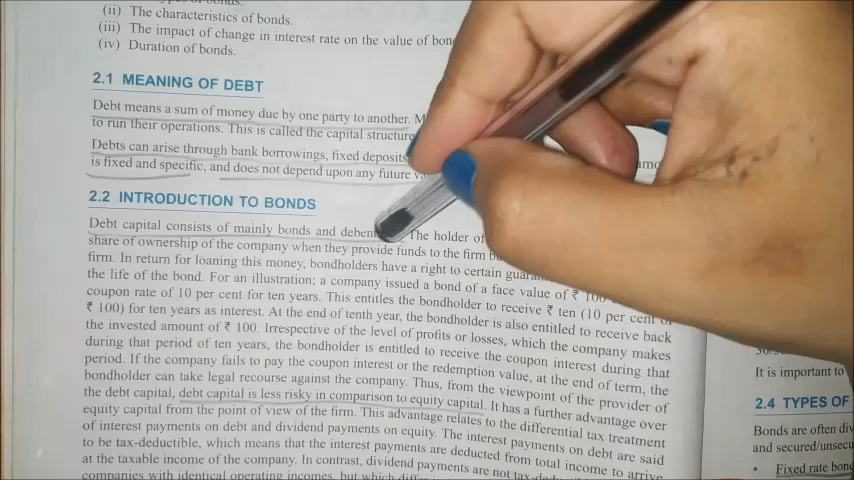 (ii) The characteristics of bonds.
(iii) The impact of change in interest rate on the value of bon
(iv) Duration of bonds.
2.1 MEANING OF DEBT
Debt means a sum of money due by one party to another. M
to run their operations. This is called the capital structure
Debts can arise through bank borrowings, fixed deposits
is fixed and specific, and does not depend upon any future va
2.2 INTRODUCTION TO BONDS
Debt capital consists of mainly bonds and deben The holder of
share of ownership of the company when they provide funds to the firm
firm. In return for loaning this money, bondholders have a right to certain
the life of the bond. For an illustration; a company issued a bond of a face value of ₹ 100
coupon rate of 10 per cent for ten years. This entitles the bondholder to receive ₹ ten (10 per cent of
₹ 100) for ten years as interest. At the end of tenth year, the bondholder is also entitled to receive back
the invested amount of ₹ 100. Irrespective of the level of profits or losses, which the company makes
during that period of ten years, the bondholder is entitled to receive the coupon interest during that
period. If the company fails to pay the coupon interest or the redemption value, at the end of term, the
bondholder can take legal recourse against the company. Thus, from the viewpoint of the provider of
the debt capital, debt capital is less risky in comparison to equity capital. It has a further advantage over
equity capital from the point of view of the firm. This advantage relates to the differential tax treatment
of interest payments on debt and dividend payments on equity. The interest payments on debt are said
to be tax-deductible, which means that the interest payments are deducted from total income to arrive
at the taxable income of the company. In contrast, dividend payments are not
companies with identical operating incomes, but which
It is important to
2.4 TYPES OF
Bonds are often div
and secured/unsecu
• Fixed rate bon